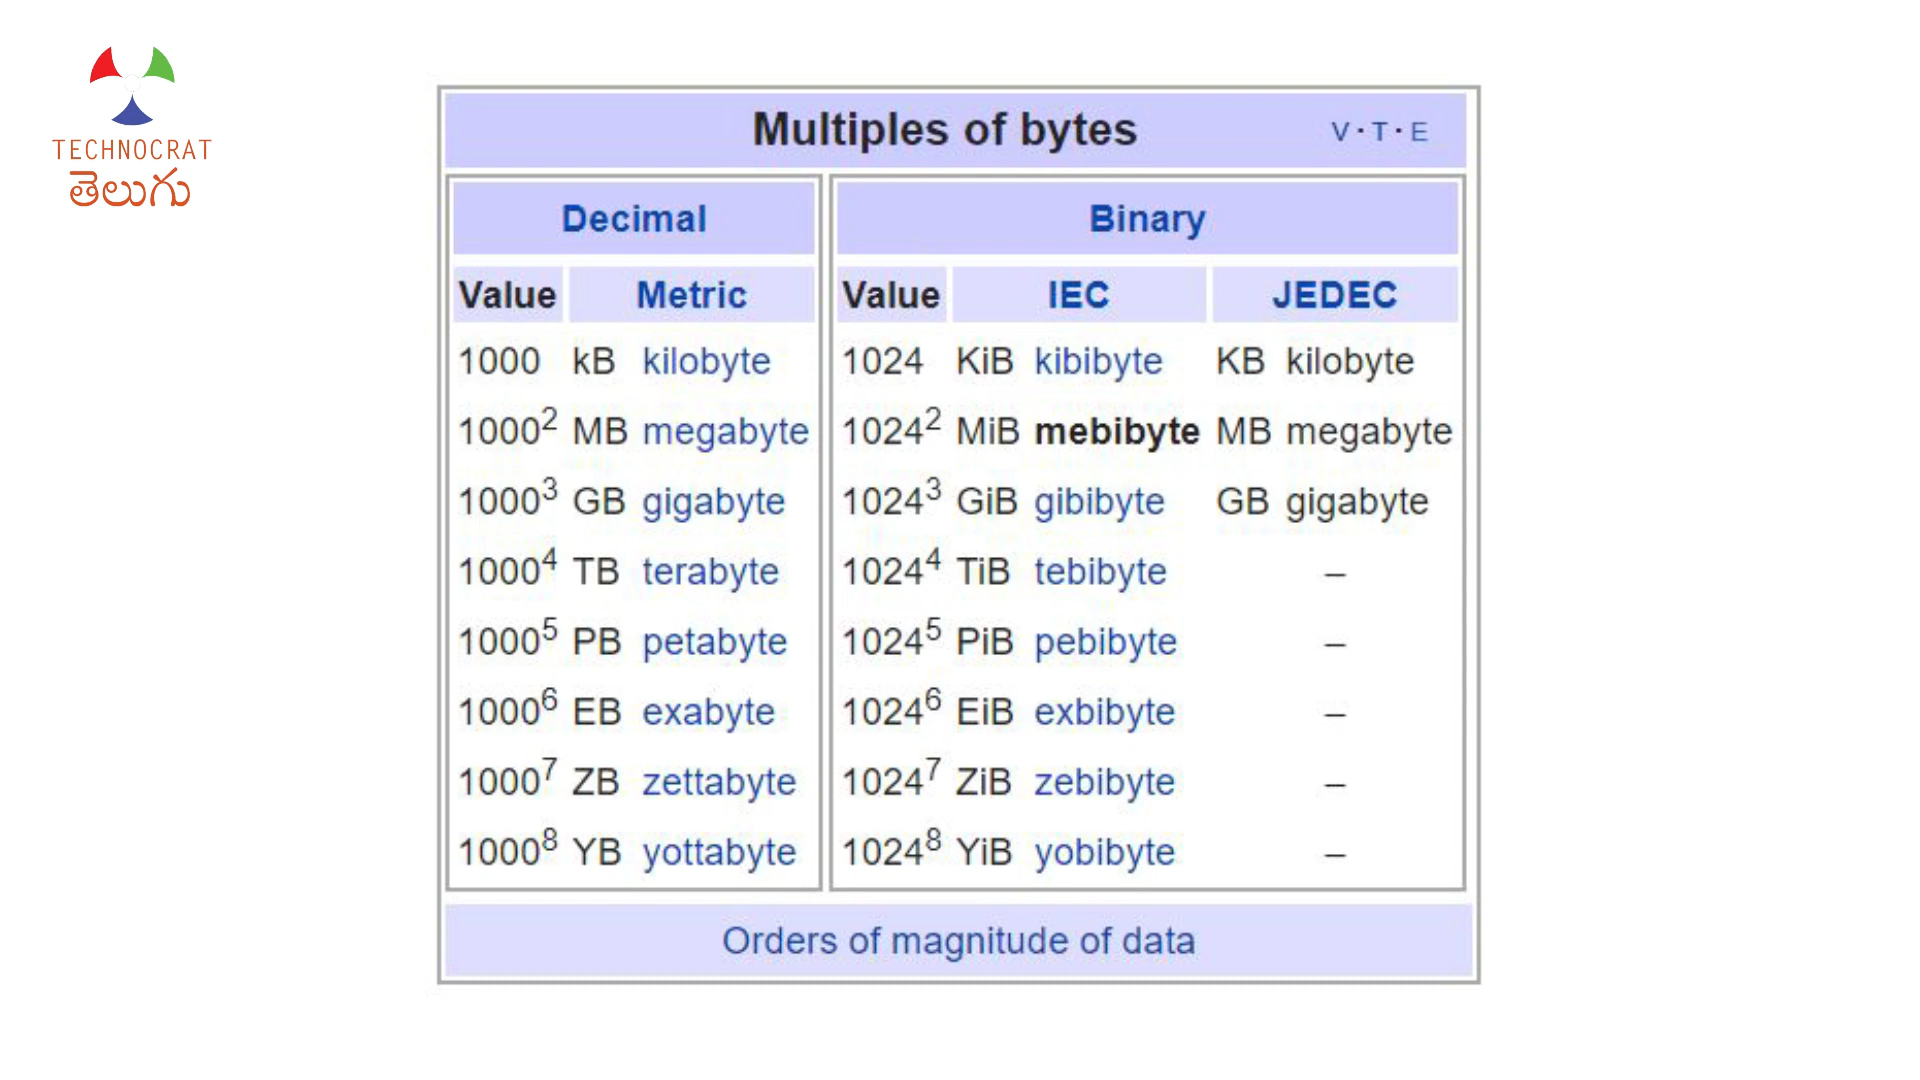 TECHNOCRAT
తెలుగు
Multiples of bytes V · T · E
Decimal Binary
Value Metric Value IEC JEDEC
1000 kB kilobyte 1024 KiB kibibyte KB kilobyte
1000² MB megabyte 1024² MiB mebibyte MB megabyte
1000³ GB gigabyte 1024³ GiB gibibyte GB gigabyte
1000⁴ TB terabyte 1024⁴ TiB tebibyte –
1000⁵ PB petabyte 1024⁵ PiB pebibyte –
1000⁶ EB exabyte 1024⁶ EiB exbibyte –
1000⁷ ZB zettabyte 1024⁷ ZiB zebibyte –
1000⁸ YB yottabyte 1024⁸ YiB yobibyte –
Orders of magnitude of data